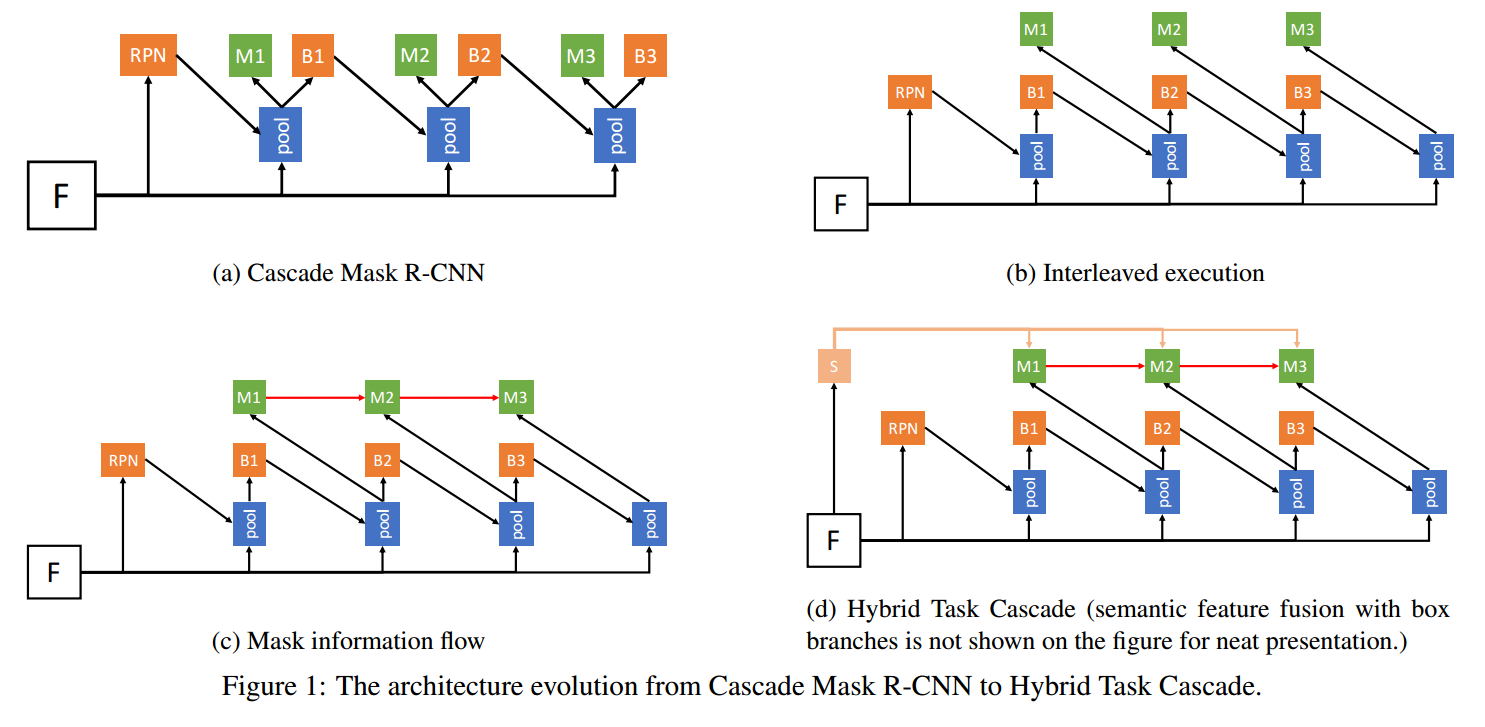 RPN M1 B1 M2 B2 M3 B3
pool pool pool
F
(a) Cascade Mask R-CNN
M1 M2 M3
RPN B1 B2 B3
pool pool pool pool
F
(b) Interleaved execution
M1 M2 M3
RPN B1 B2 B3
pool pool pool pool
F
(c) Mask information flow
S M1 M2 M3
RPN B1 B2 B3
pool pool pool pool
F
(d) Hybrid Task Cascade (semantic feature fusion with box
branches is not shown on the figure for neat presentation.)
Figure 1: The architecture evolution from Cascade Mask R-CNN to Hybrid Task Cascade.